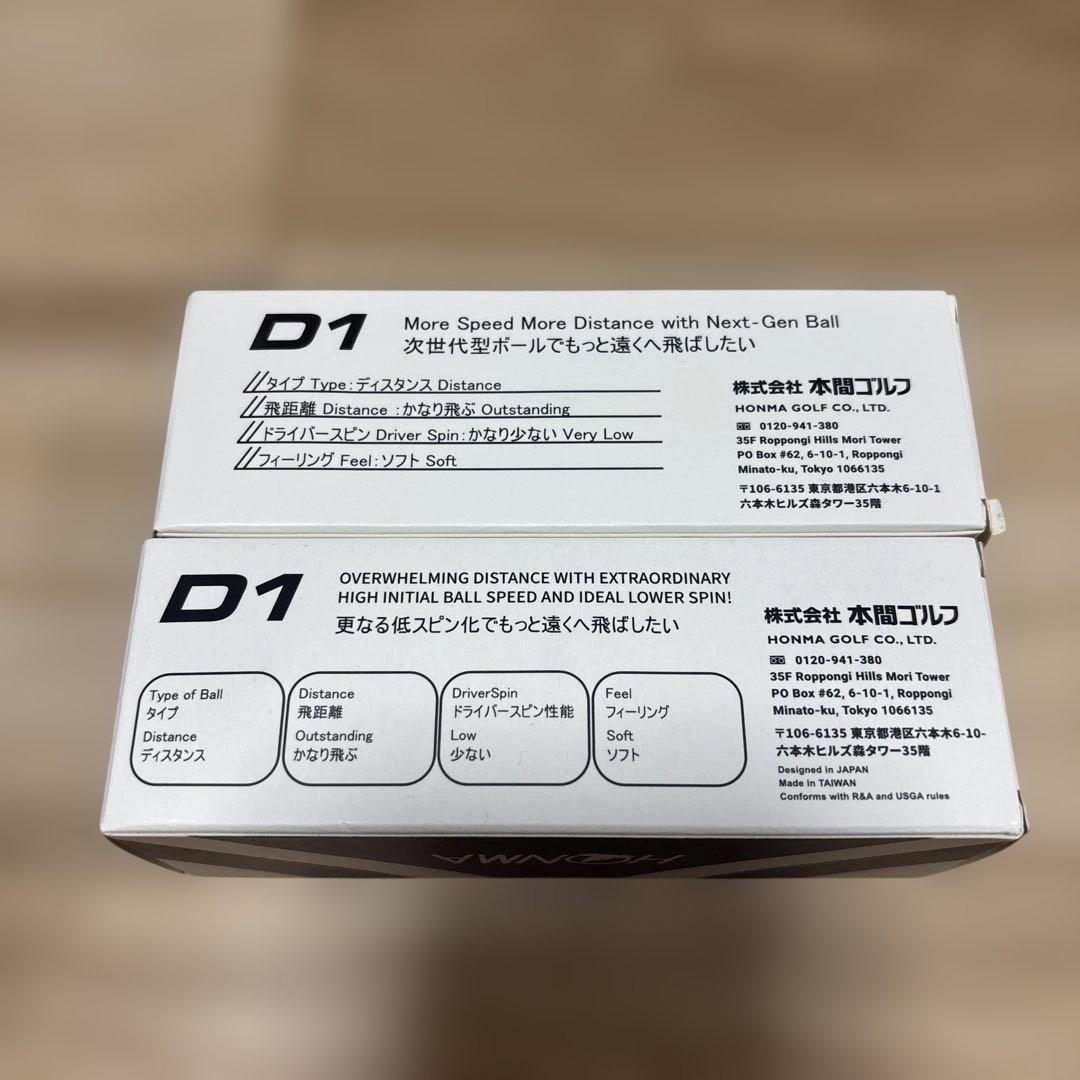 D1
More Speed More Distance with Next-Gen Ball
次世代型ボールでもっと遠くへ飛ばしたい
タイプ Type：ディスタンス Distance
飛距離 Distance ：かなり飛ぶ Outstanding
ドライバースピン Driver Spin：かなり少ない Very Low
フィーリング Feel：ソフト Soft
株式会社 本間ゴルフ
HONMA GOLF CO., LTD.
0120-941-380
35F Roppongi Hills Mori Tower
PO Box #62, 6-10-1, Roppongi
Minato-ku, Tokyo 1066135
〒106-6135 東京都港区六本木6-10-1
六本木ヒルズ森タワー35階
D1
OVERWHELMING DISTANCE WITH EXTRAORDINARY
HIGH INITIAL BALL SPEED AND IDEAL LOWER SPIN!
更なる低スピン化でもっと遠くへ飛ばしたい
Type of Ball
タイプ
Distance
ディスタンス
Distance
飛距離
Outstanding
かなり飛ぶ
DriverSpin
ドライバースピン性能
Low
少ない
Feel
フィーリング
Soft
ソフト
株式会社 本間ゴルフ
HONMA GOLF CO., LTD.
0120-941-380
35F Roppongi Hills Mori Tower
PO Box #62, 6-10-1, Roppongi
Minato-ku, Tokyo 1066135
〒106-6135 東京都港区六本木6-10-
六本木ヒルズ森タワー35階
Designed in JAPAN
Made in TAIWAN
Conforms with R&A and USGA rules
HONMA